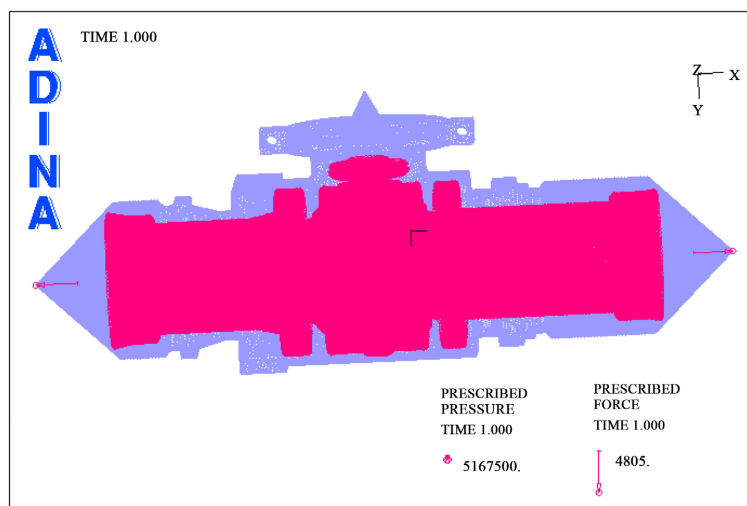 ADINA
TIME 1.000
Z
X
Y
PRESCRIBED
PRESSURE
TIME 1.000
5167500.
PRESCRIBED
FORCE
TIME 1.000
4805.